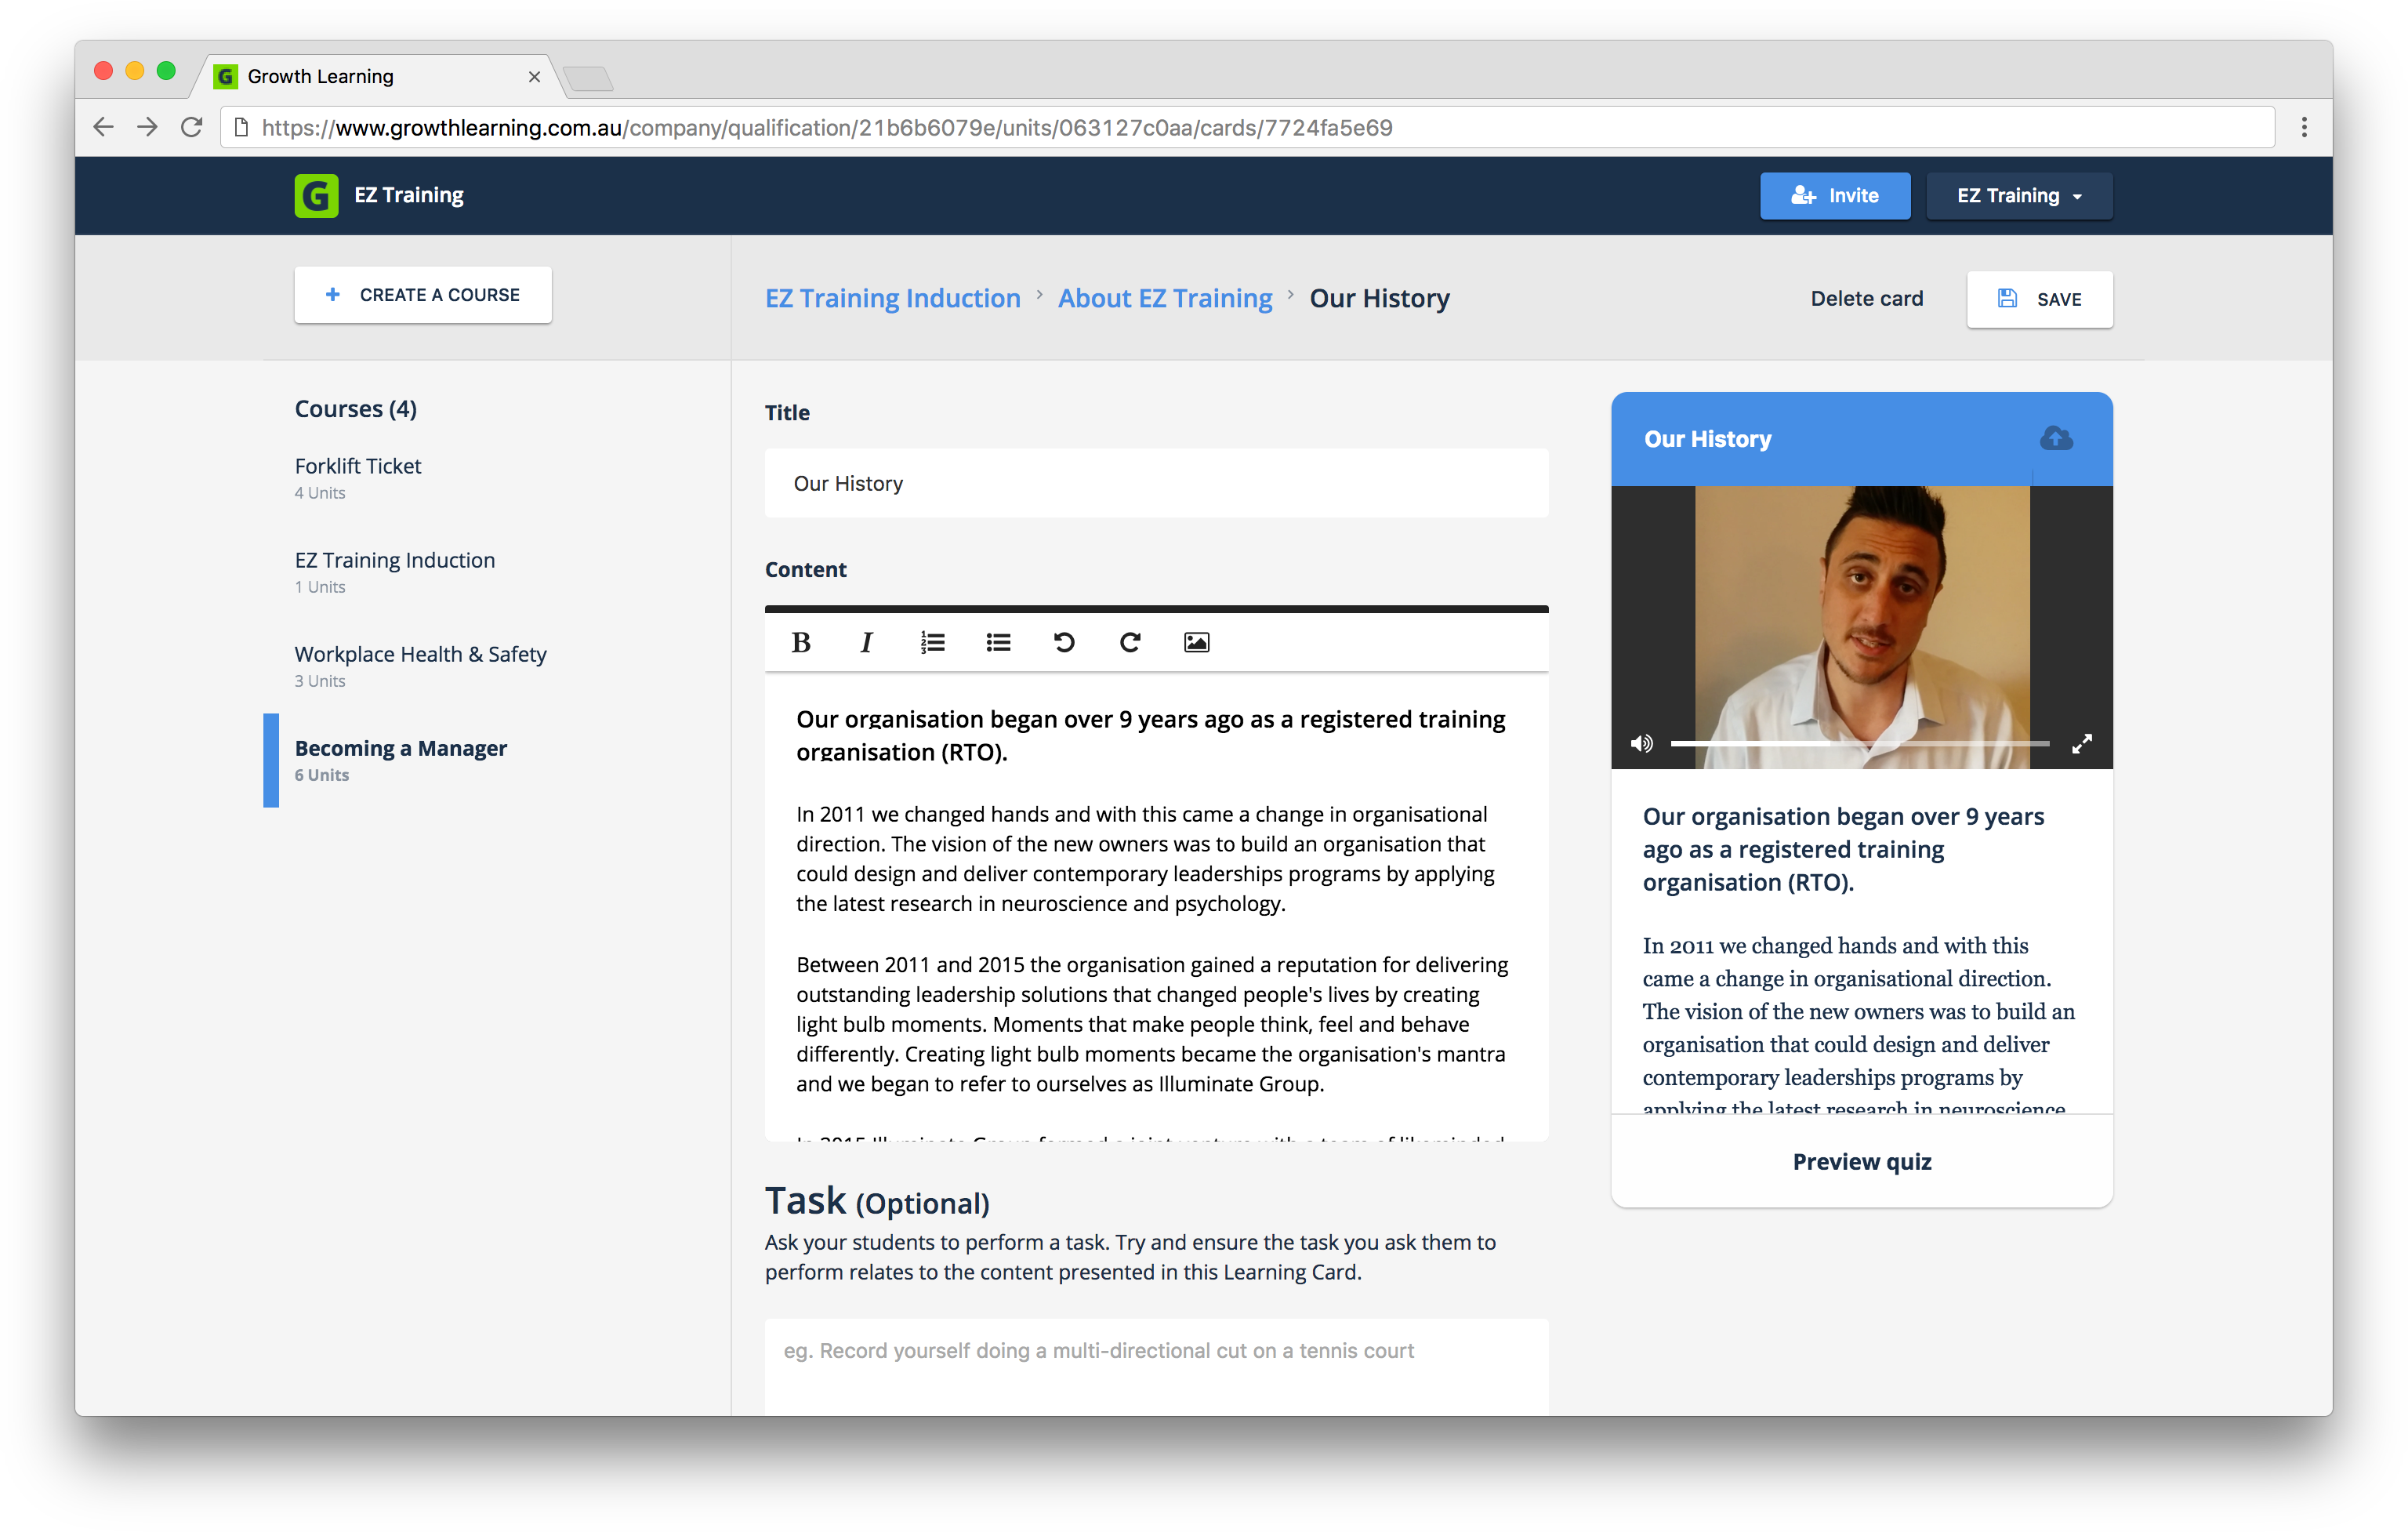 G Growth Learning
https://www.growthlearning.com.au/company/qualification/21b6b6079e/units/063127c0aa/cards/7724fa5e69
G EZ Training
Invite
EZ Training
CREATE A COURSE
EZ Training Induction > About EZ Training > Our History
Delete card
SAVE
Courses (4)
Forklift Ticket
4 Units
EZ Training Induction
1 Units
Workplace Health & Safety
3 Units
Becoming a Manager
6 Units
Title
Our History
Content
B I
Our organisation began over 9 years ago as a registered training
organisation (RTO).
In 2011 we changed hands and with this came a change in organisational
direction. The vision of the new owners was to build an organisation that
could design and deliver contemporary leaderships programs by applying
the latest research in neuroscience and psychology.
Between 2011 and 2015 the organisation gained a reputation for delivering
outstanding leadership solutions that changed people's lives by creating
light bulb moments. Moments that make people think, feel and behave
differently. Creating light bulb moments became the organisation's mantra
and we began to refer to ourselves as Illuminate Group.
In 2015 Illuminate Group formed a joint venture with a team of likeminded
Task (Optional)
Ask your students to perform a task. Try and ensure the task you ask them to
perform relates to the content presented in this Learning Card.
eg. Record yourself doing a multi-directional cut on a tennis court
Our History
Our organisation began over 9 years
ago as a registered training
organisation (RTO).
In 2011 we changed hands and with this
came a change in organisational direction.
The vision of the new owners was to build an
organisation that could design and deliver
contemporary leaderships programs by
applying the latest research in neuroscience
Preview quiz